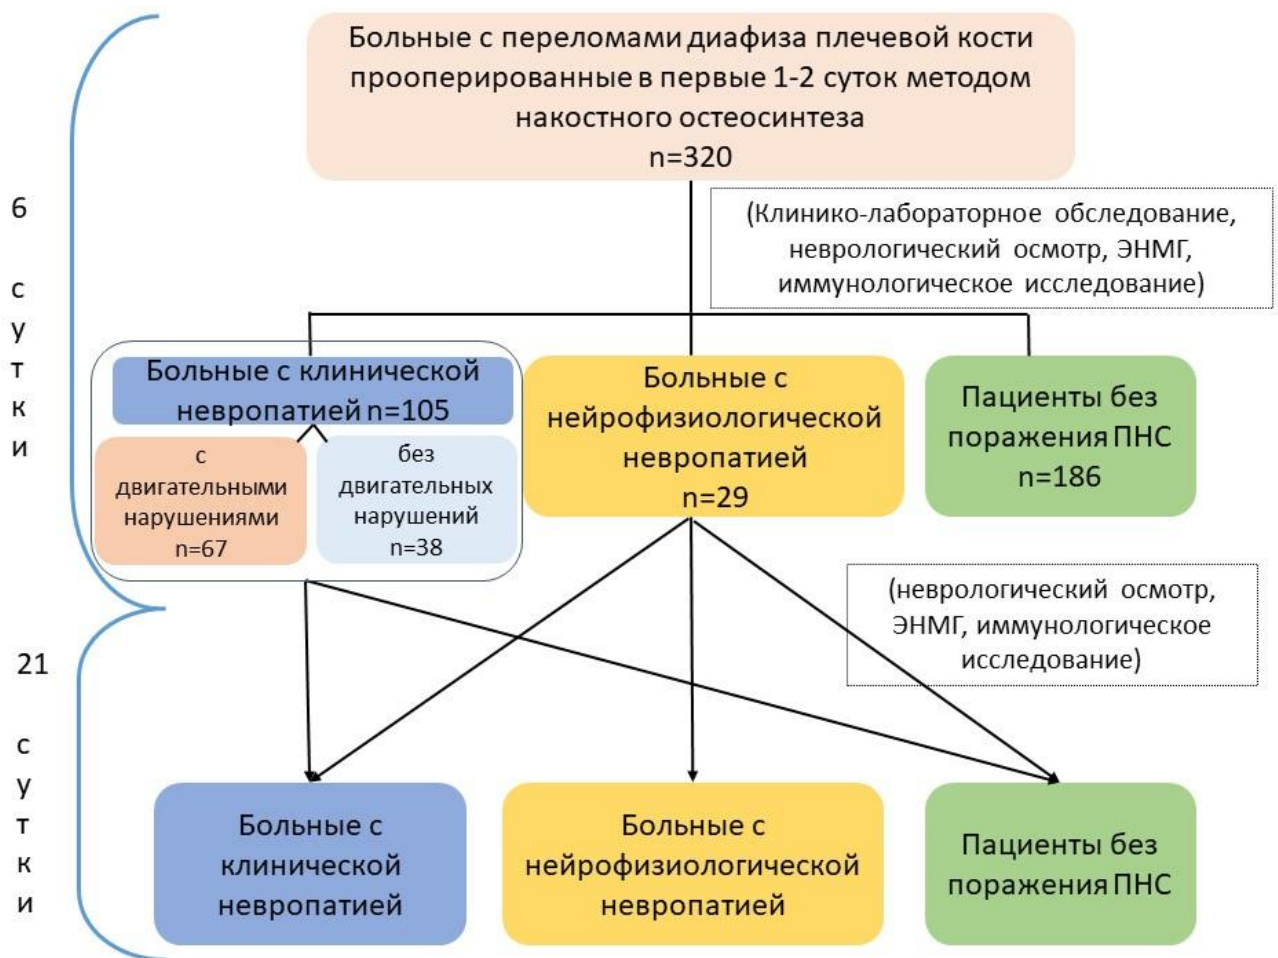 Больные с переломами диафиза плечевой кости
прооперированные в первые 1-2 суток методом
накостного остеосинтеза
n=320
6
с
у
т
к
и
(Клинико-лабораторное обследование,
неврологический осмотр, ЭНМГ,
иммунологическое исследование)
Больные с клинической
невропатией n=105
с
двигательными
нарушениями
n=67
без
двигательных
нарушений
n=38
Больные с
нейрофизиологической
невропатией
n=29
Пациенты без
поражения ПНС
n=186
(неврологический осмотр,
ЭНМГ, иммунологическое
исследование)
21
с
у
т
к
и
Больные с
клинической
невропатией
Больные с
нейрофизиологической
невропатией
Пациенты без
поражения ПНС